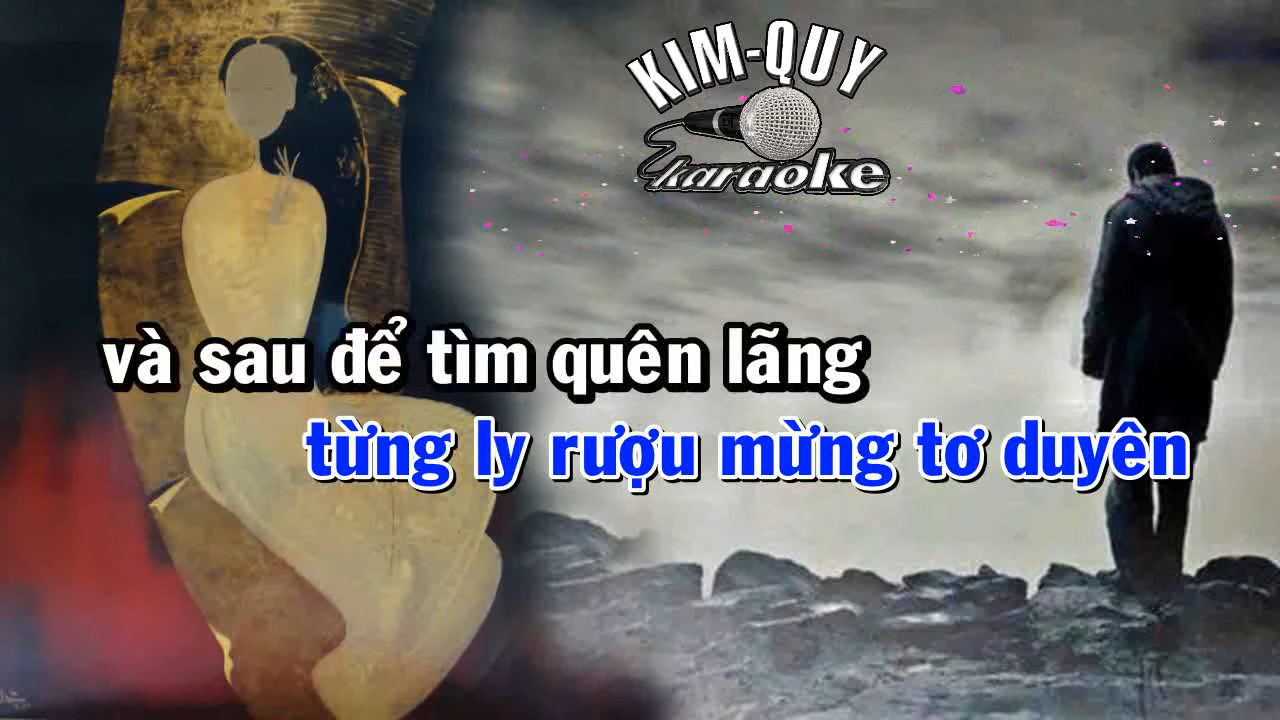 KIM-QUY
karaoke
và sau để tìm quên lãng
từng ly rượu mừng tơ duyên